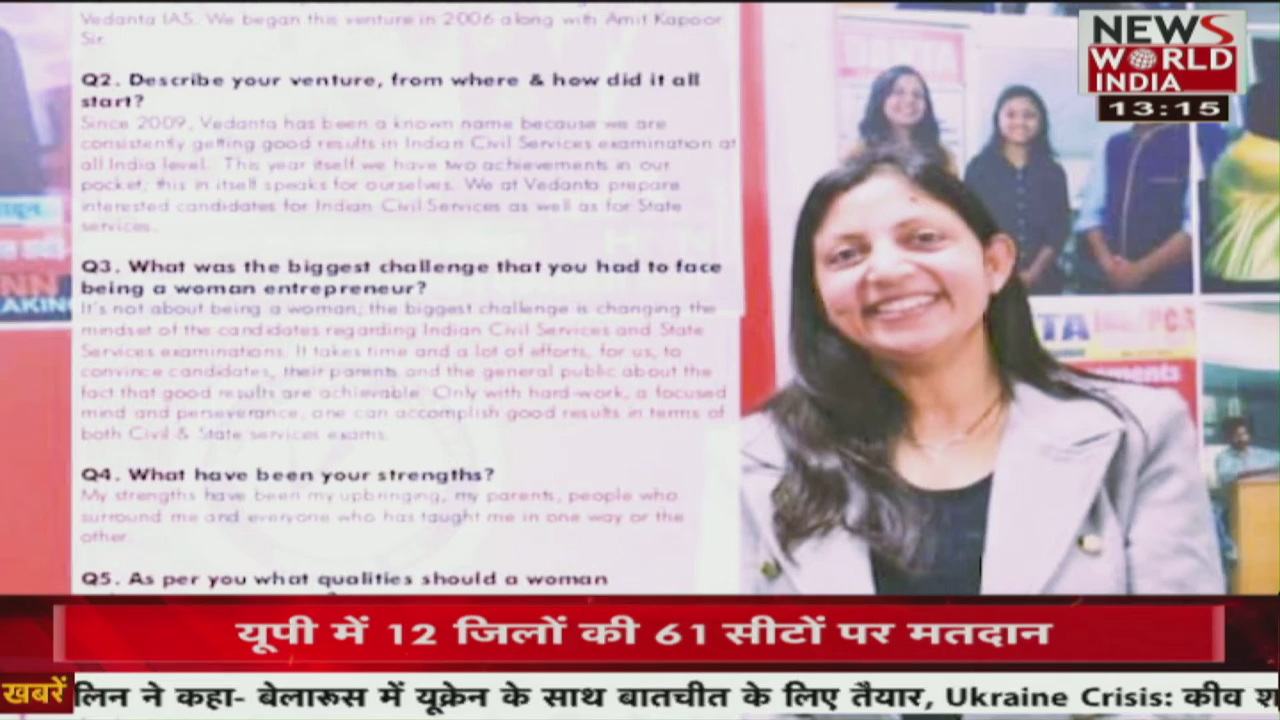 Vedanta IAS. We began this venture in 2006 along with Amit Kapoor
Sir.
Q2. Describe your venture, from where & how did it all
start?
Since 2009, Vedanta has been a known name because we are
consistently getting good results in Indian Civil Services examination at
all India level. This year itself we have two achievements in our
pocket; this in itself speaks for ourselves. We at Vedanta prepare
interested candidates for Indian Civil Services as well as for State
services.
Q3. What was the biggest challenge that you had to face
being a woman entrepreneur?
It's not about being a woman; the biggest challenge is changing the
mindset of the candidates regarding Indian Civil Services and State
Services examinations. It takes time and a lot of efforts, for us, to
convince candidates, their parents and the general public about the
fact that good results are achievable. Only with hard-work, a focused
mind and perseverance, one can accomplish good results in terms of
both Civil & State services exams.
Q4. What have been your strengths?
My strengths have been my upbringing, my parents, people who
surround me and everyone who has taught me in one way or the
other.
Q5. As per you what qualities should a woman
NEWS
WORLD
INDIA
13:15
NN
AKIN
TA
यूपी में 12 जिलों की 61 सीटों पर मतदान
खबरें
लिन ने कहा- बेलारूस में यूक्रेन के साथ बातचीत के लिए तैयार, Ukraine Crisis: कीव श